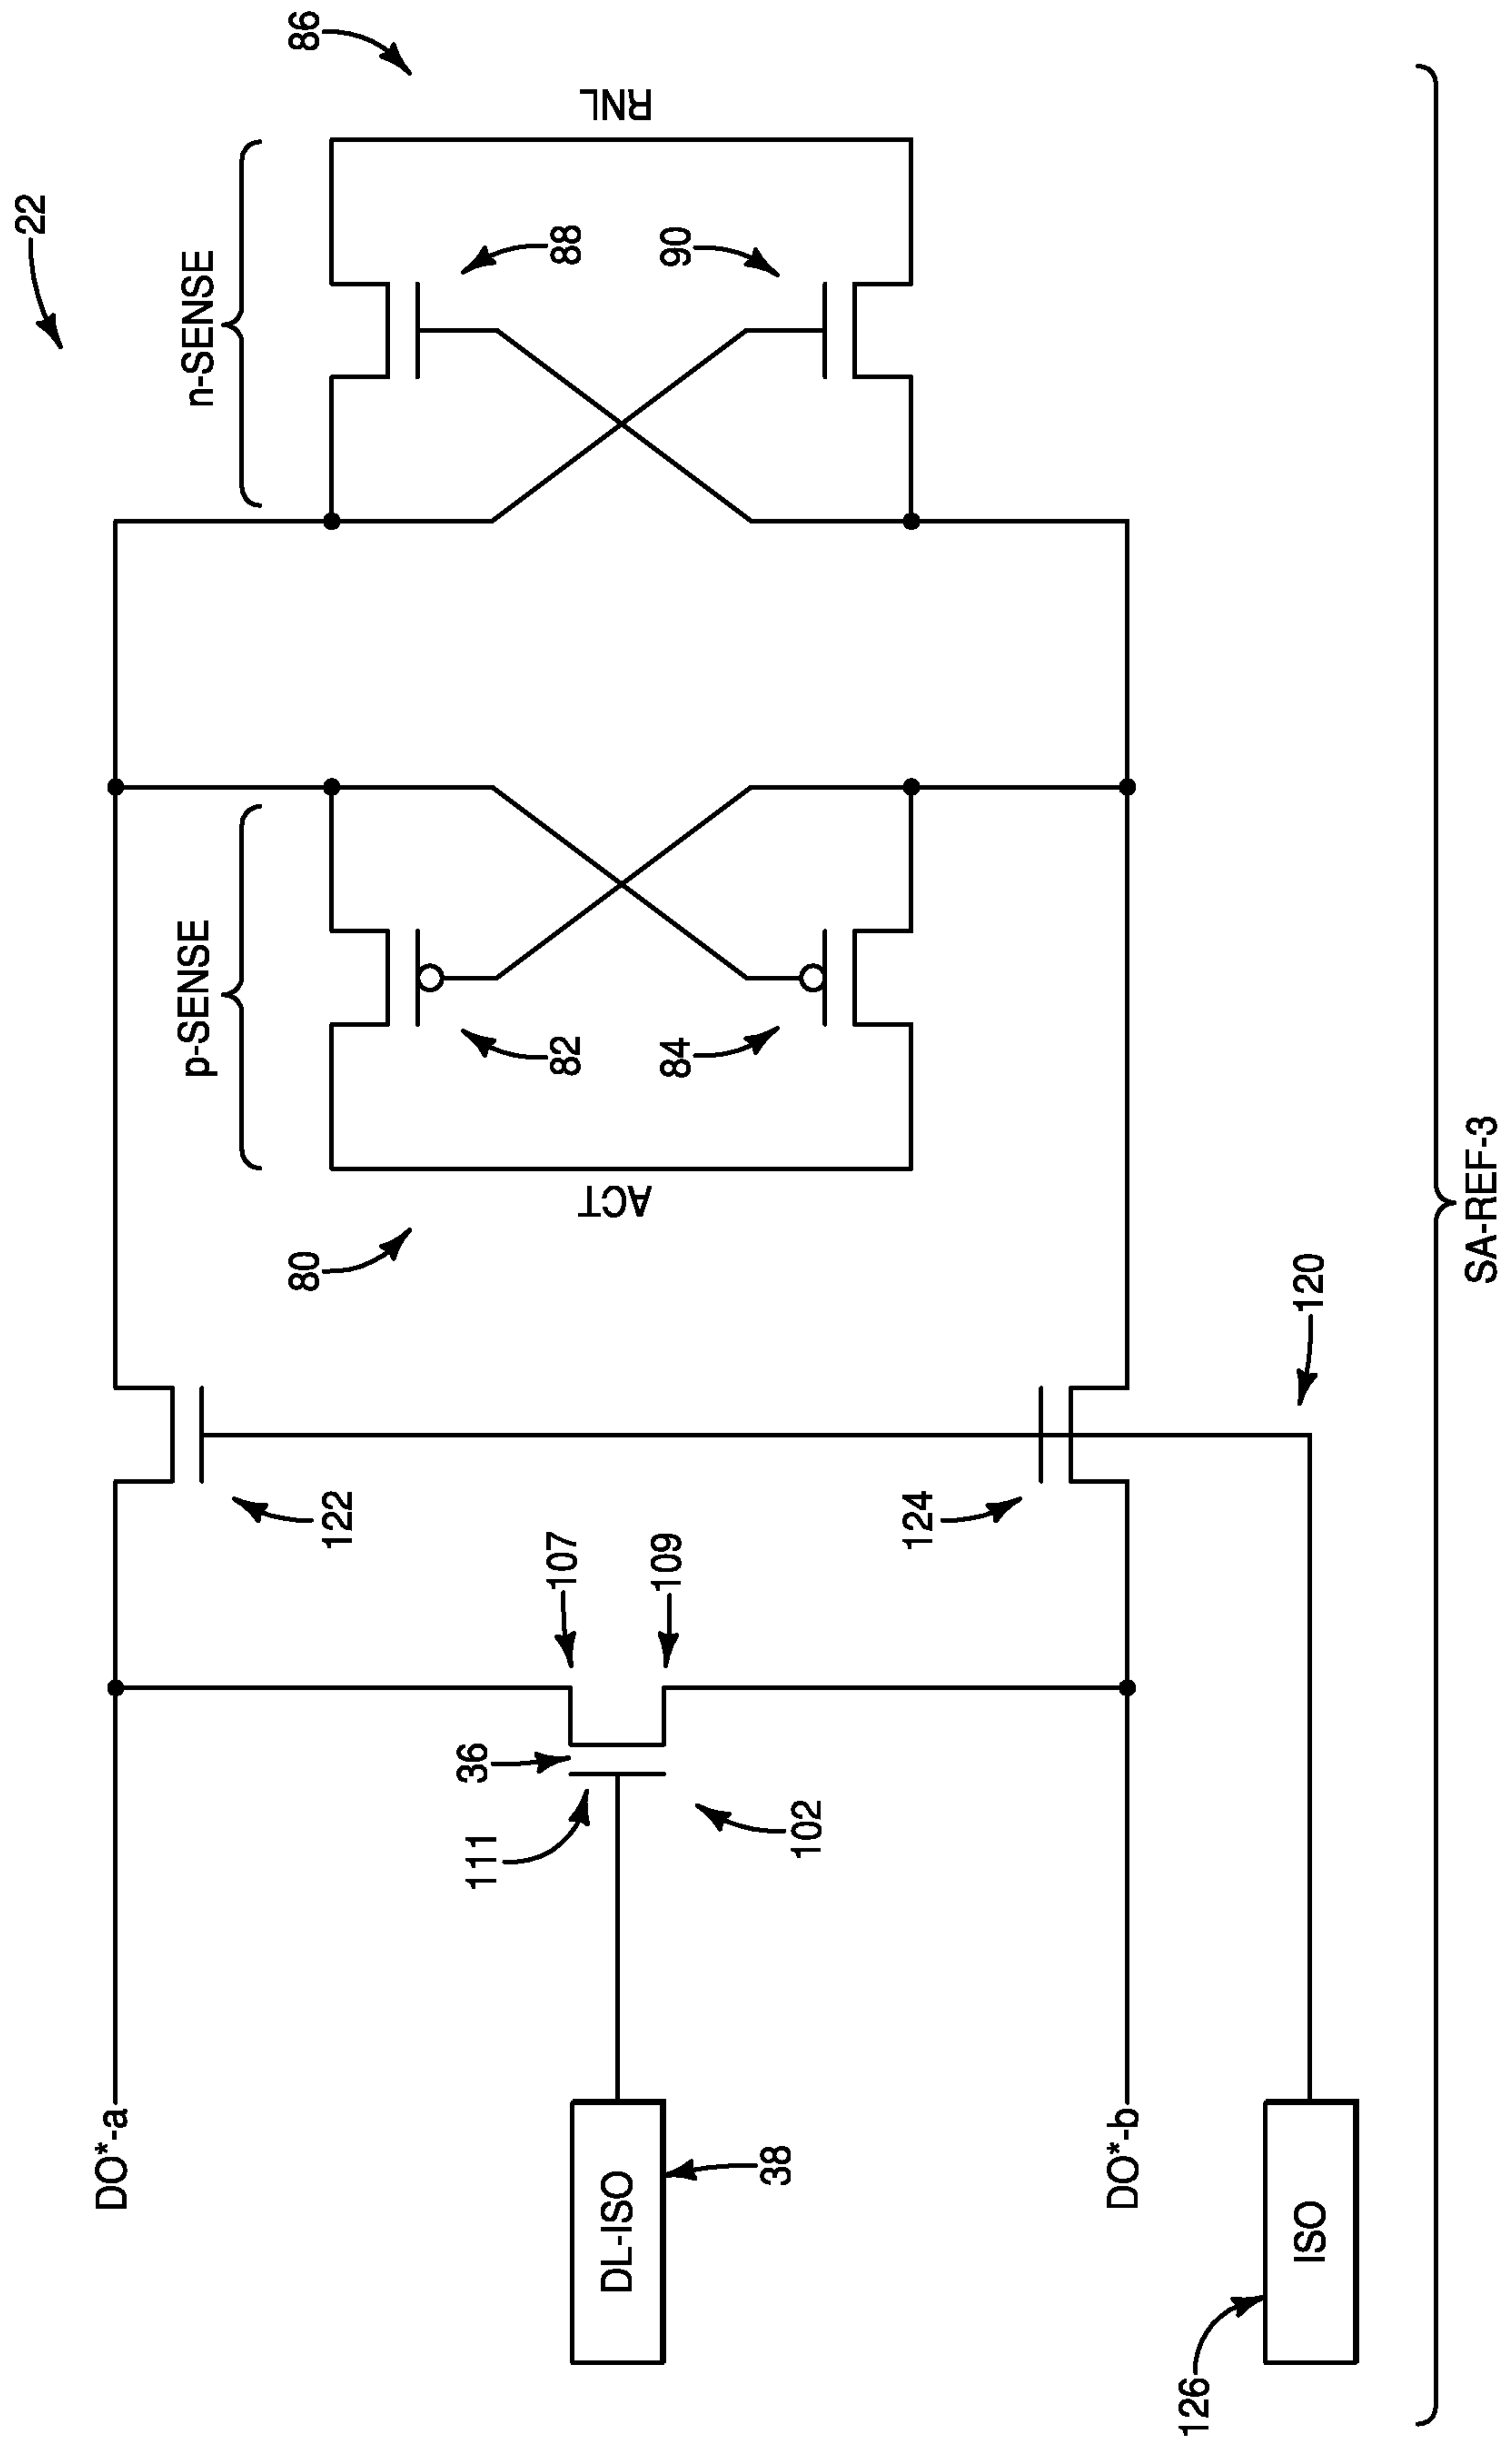 22
86
n-SENSE
RNL
88
90
p-SENSE
82
84
ACT
80
120
122
124
107
109
36
111
102
DO*-a
DL-ISO
38
DO*-b
ISO
126
SA-REF-3